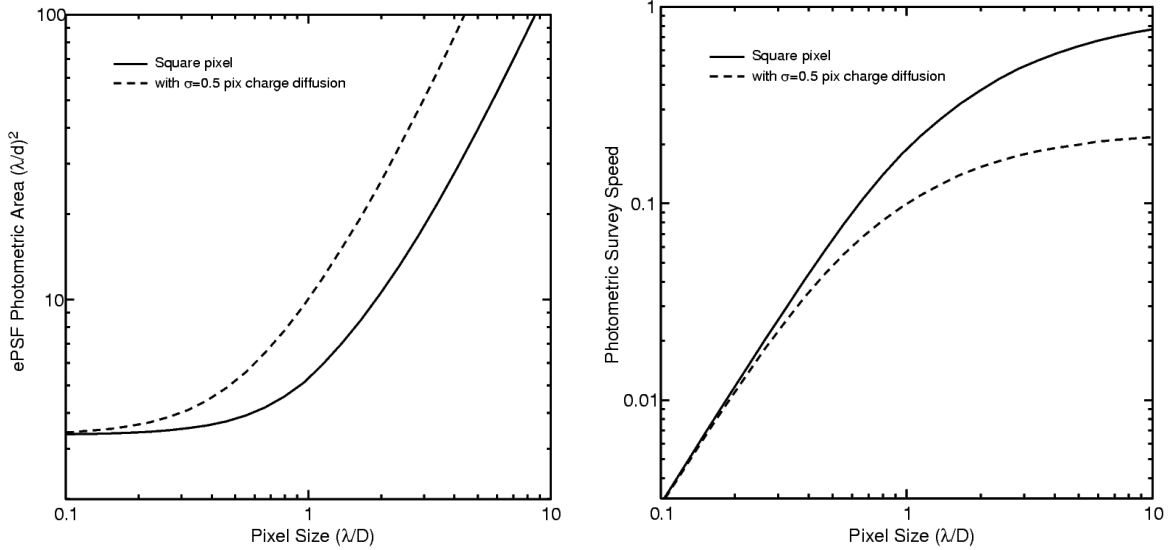 100
10
ePSF Photometric Area (λ/d)²
Square pixel
with σ=0.5 pix charge diffusion
0.1
1
10
Pixel Size (λ/D)
1
0.1
0.01
Photometric Survey Speed
Square pixel
with σ=0.5 pix charge diffusion
0.1
1
10
Pixel Size (λ/D)